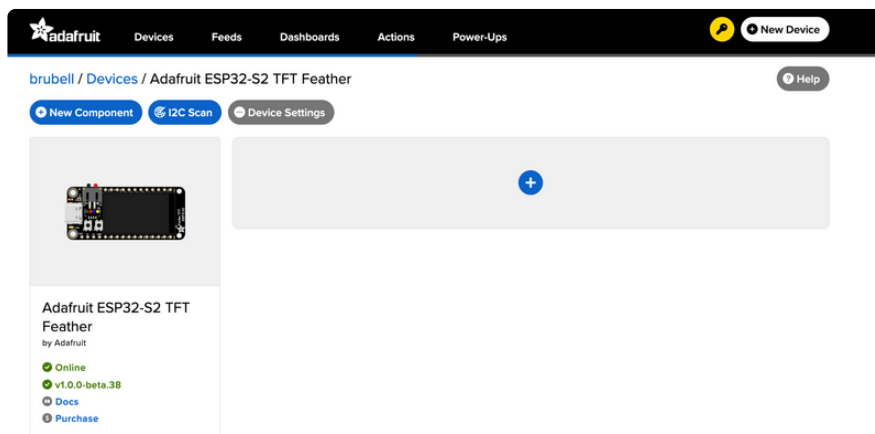 adafruit Devices Feeds Dashboards Actions Power-Ups New Device
brubell / Devices / Adafruit ESP32-S2 TFT Feather Help
New Component I2C Scan Device Settings
Adafruit ESP32-S2 TFT
Feather
by Adafruit
Online
v1.0.0-beta.38
Docs
Purchase